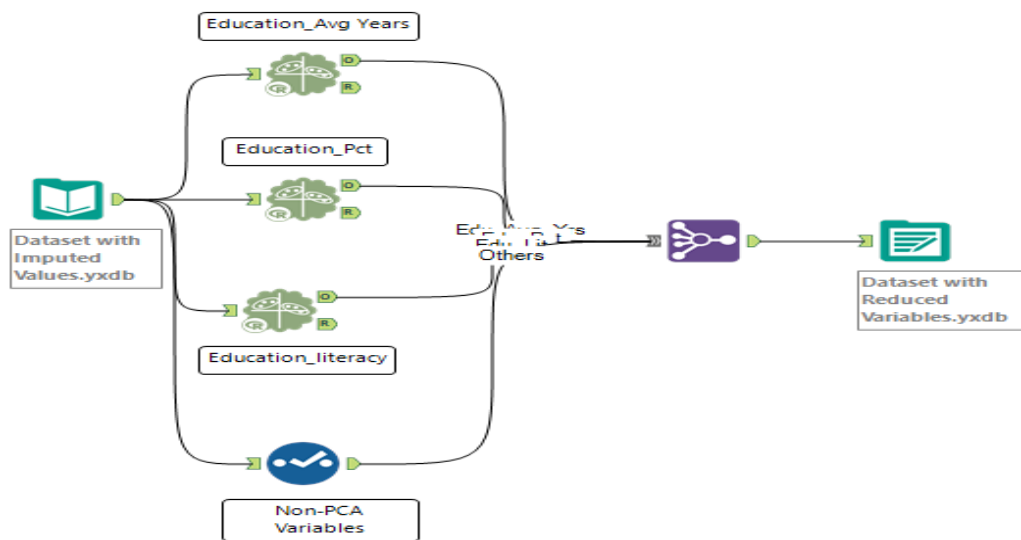 Education_Avg Years
O
R
Education_Pct
O
R
Dataset with
Imputed
Values.yxdb
Others
Dataset with
Reduced
Variables.yxdb
O
R
Education_literacy
Non-PCA
Variables